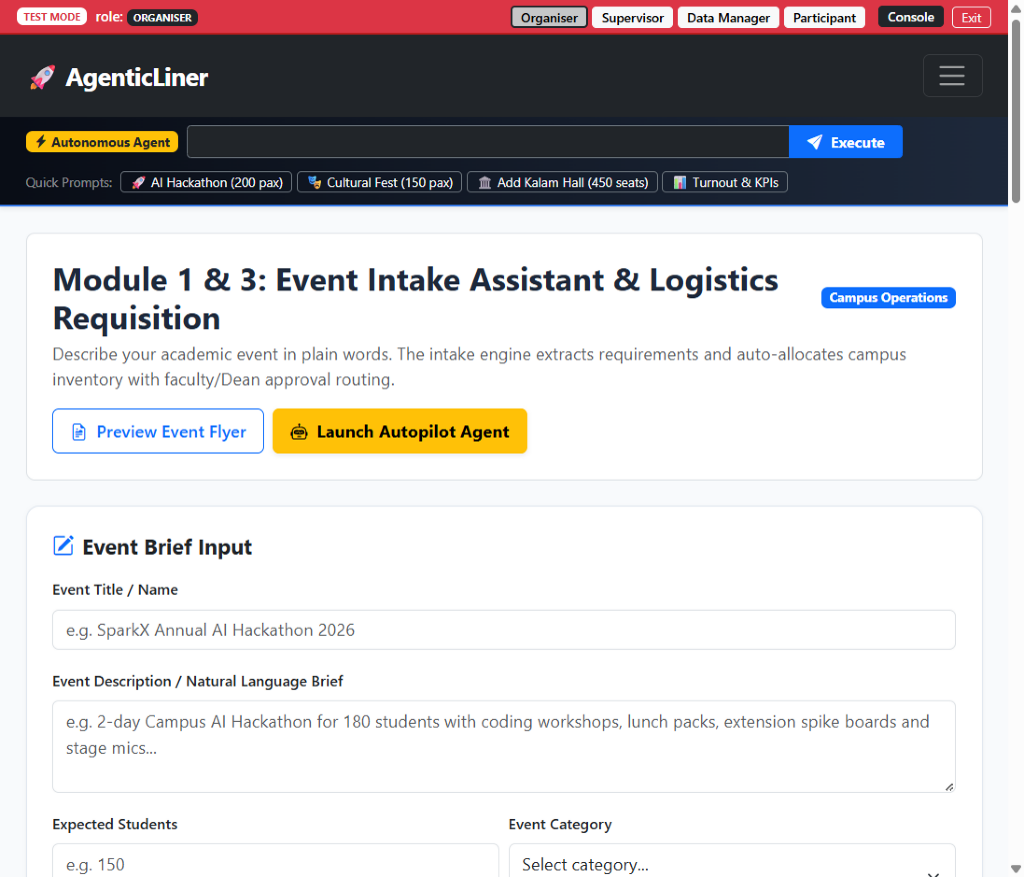 TEST MODE role: ORGANISER Organiser Supervisor Data Manager Participant Console Exit
🚀 AgenticLiner
⚡ Autonomous Agent Execute
Quick Prompts: 🚀 AI Hackathon (200 pax) 🎭 Cultural Fest (150 pax) 🏛️ Add Kalam Hall (450 seats) 📊 Turnout & KPIs
Module 1 & 3: Event Intake Assistant & Logistics
Requisition
Campus Operations
Describe your academic event in plain words. The intake engine extracts requirements and auto-allocates campus
inventory with faculty/Dean approval routing.
Preview Event Flyer Launch Autopilot Agent
Event Brief Input
Event Title / Name
e.g. SparkX Annual AI Hackathon 2026
Event Description / Natural Language Brief
e.g. 2-day Campus AI Hackathon for 180 students with coding workshops, lunch packs, extension spike boards and
stage mics...
Expected Students Event Category
e.g. 150 Select category...